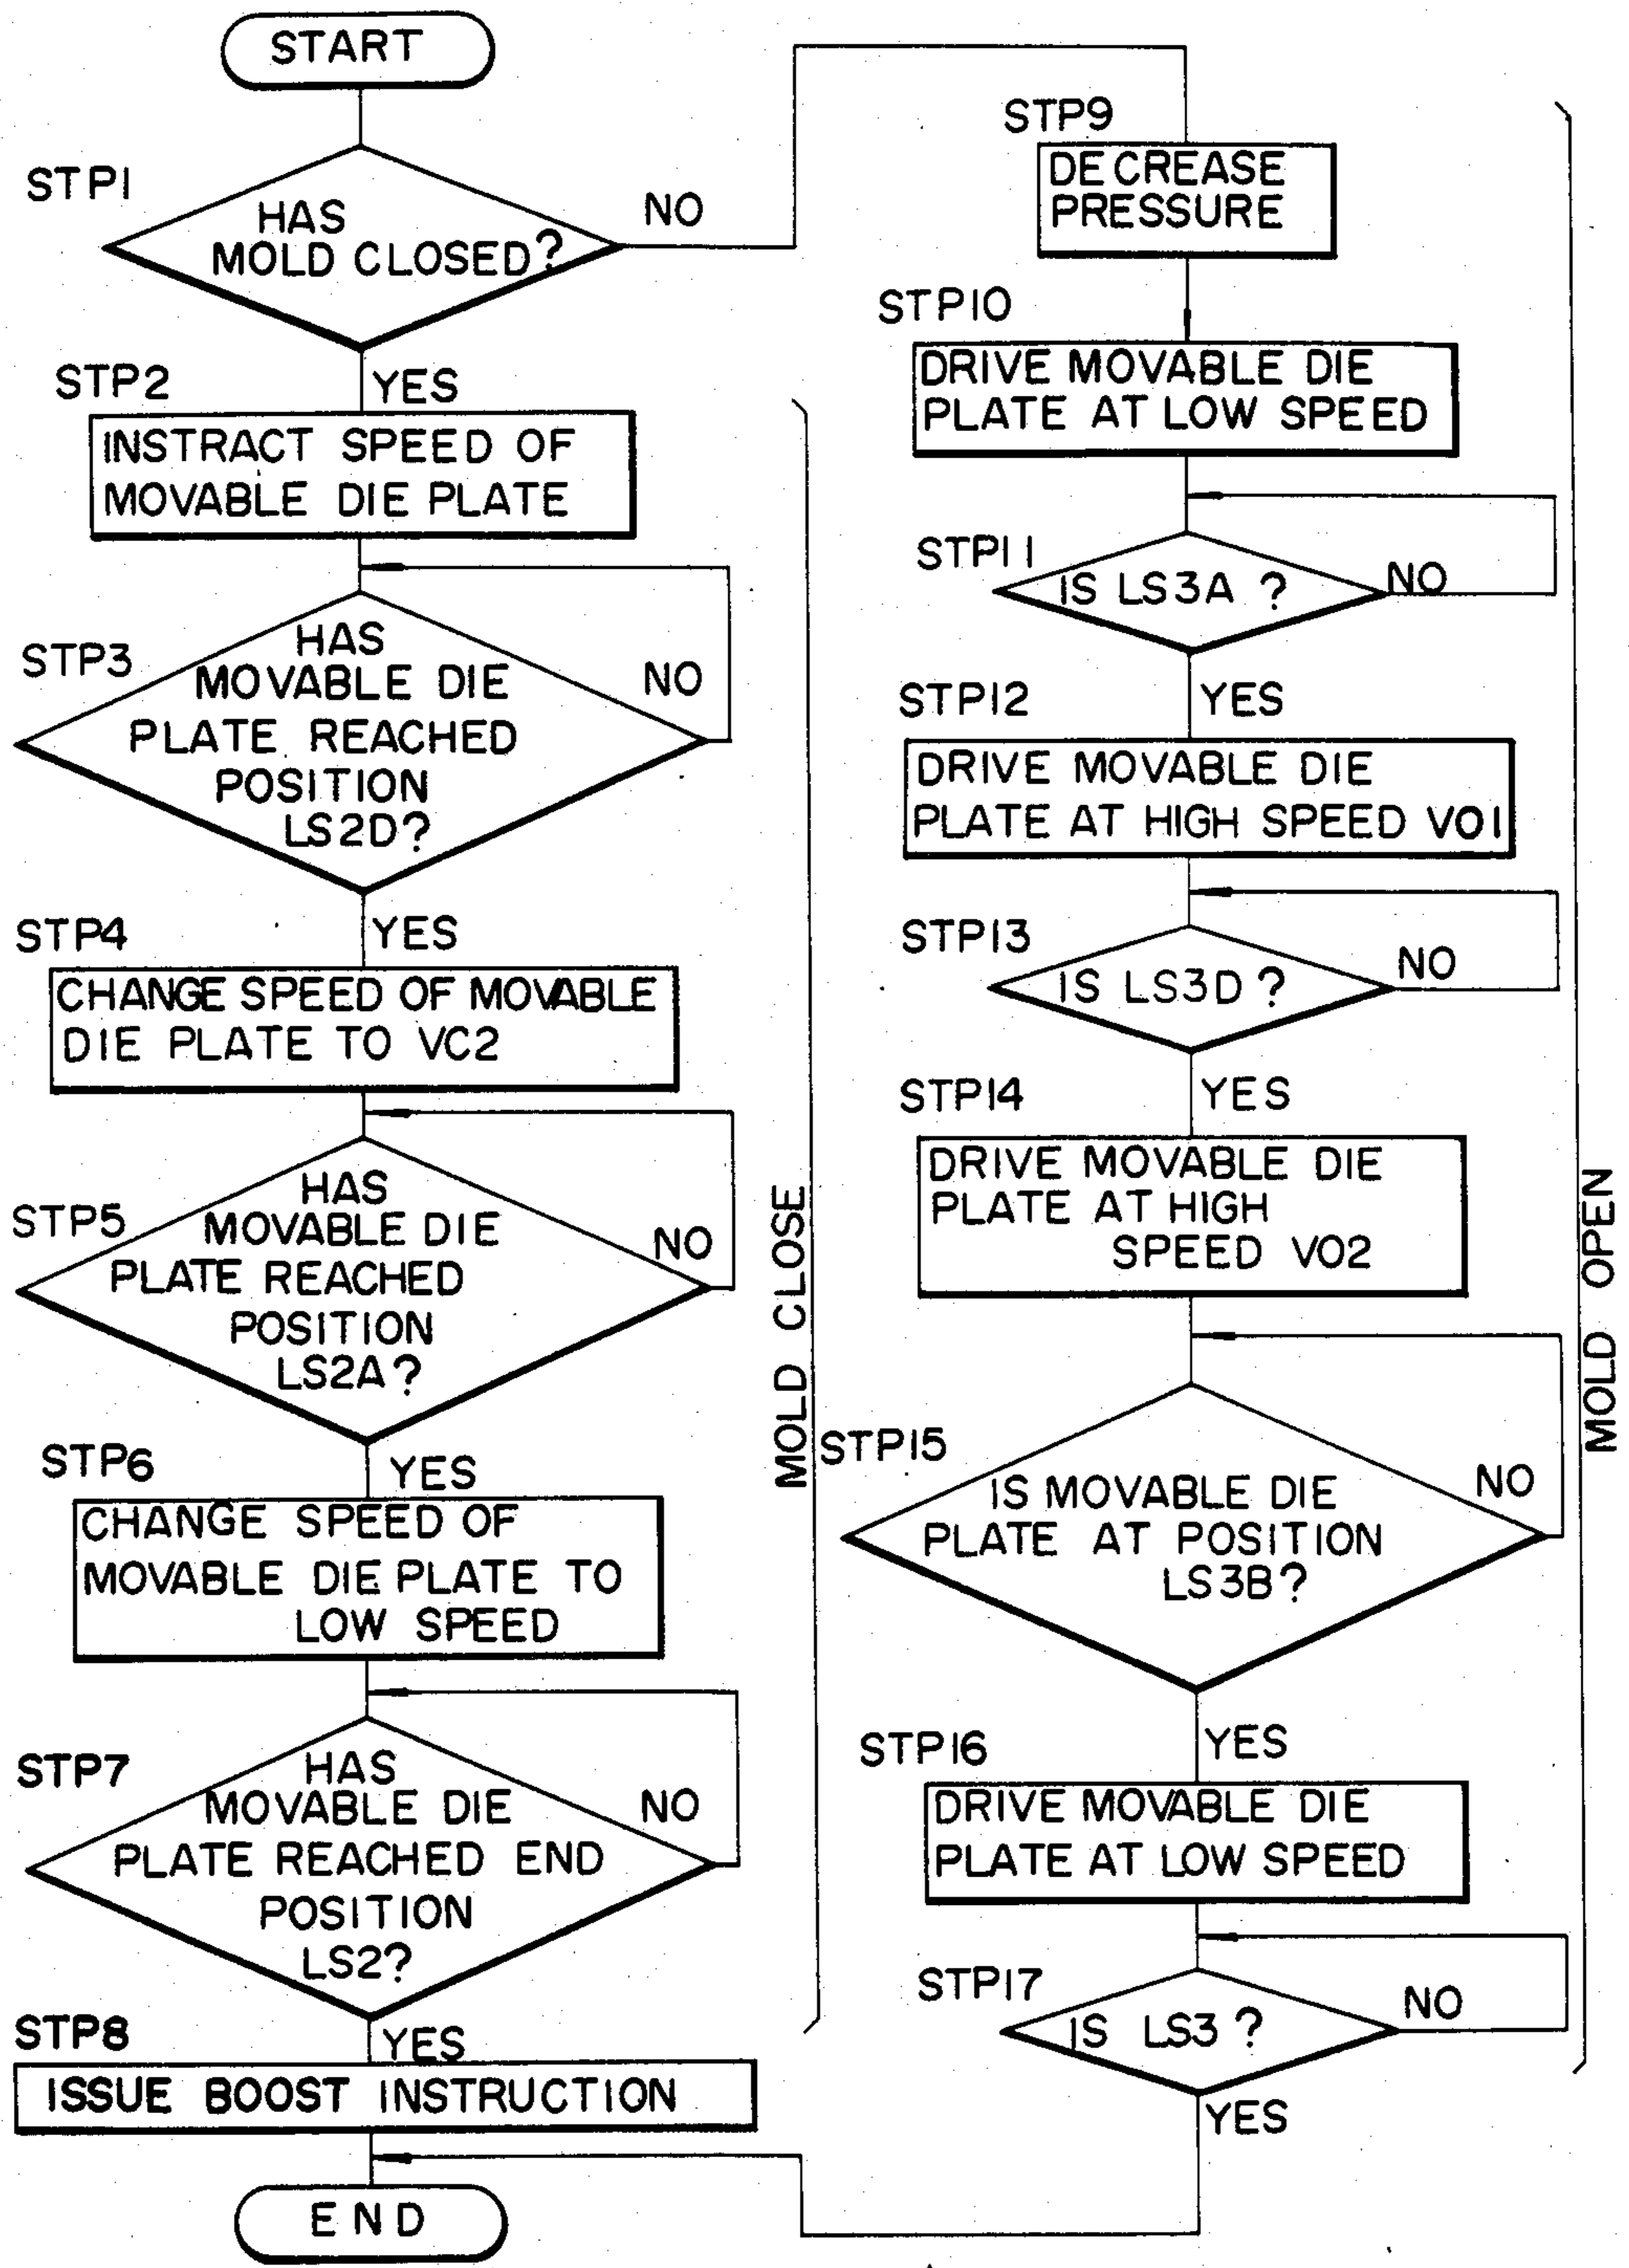 START
STP1
HAS
MOLD CLOSED?
NO
YES
STP2
INSTRACT SPEED OF
MOVABLE DIE PLATE
STP3
HAS
MOVABLE DIE
PLATE REACHED
POSITION
LS2D?
NO
YES
STP4
CHANGE SPEED OF MOVABLE
DIE PLATE TO VC2
STP5
HAS
MOVABLE DIE
PLATE REACHED
POSITION
LS2A?
NO
YES
STP6
CHANGE SPEED OF
MOVABLE DIE PLATE TO
LOW SPEED
STP7
HAS
MOVABLE DIE
PLATE REACHED END
POSITION
LS2?
NO
YES
STP8
ISSUE BOOST INSTRUCTION
END
MOLD CLOSE
STP9
DECREASE
PRESSURE
STP10
DRIVE MOVABLE DIE
PLATE AT LOW SPEED
STP11
IS LS3A ?
NO
YES
STP12
DRIVE MOVABLE DIE
PLATE AT HIGH SPEED VO1
STP13
IS LS3D ?
NO
YES
STP14
DRIVE MOVABLE DIE
PLATE AT HIGH
SPEED VO2
STP15
IS MOVABLE DIE
PLATE AT POSITION
LS3B?
NO
YES
STP16
DRIVE MOVABLE DIE
PLATE AT LOW SPEED
STP17
IS LS3 ?
NO
YES
MOLD OPEN